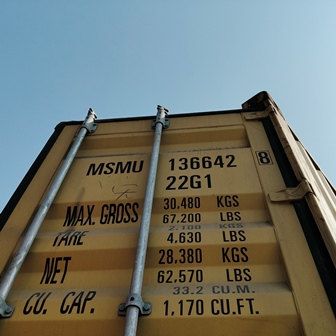 MSMU 136642 8
22G1
MAX. GROSS 30.480 KGS
67.200 LBS
TARE 2.100 KGS
4.630 LBS
NET 28.380 KGS
62,570 LBS
33.2 CU.M.
CU. CAP. 1,170 CU.FT.